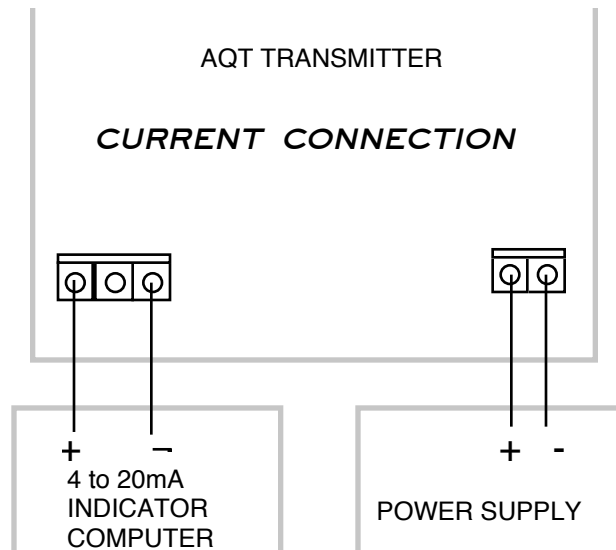 AQT TRANSMITTER
CURRENT CONNECTION
+ -
4 to 20mA
INDICATOR
COMPUTER
+ -
POWER SUPPLY